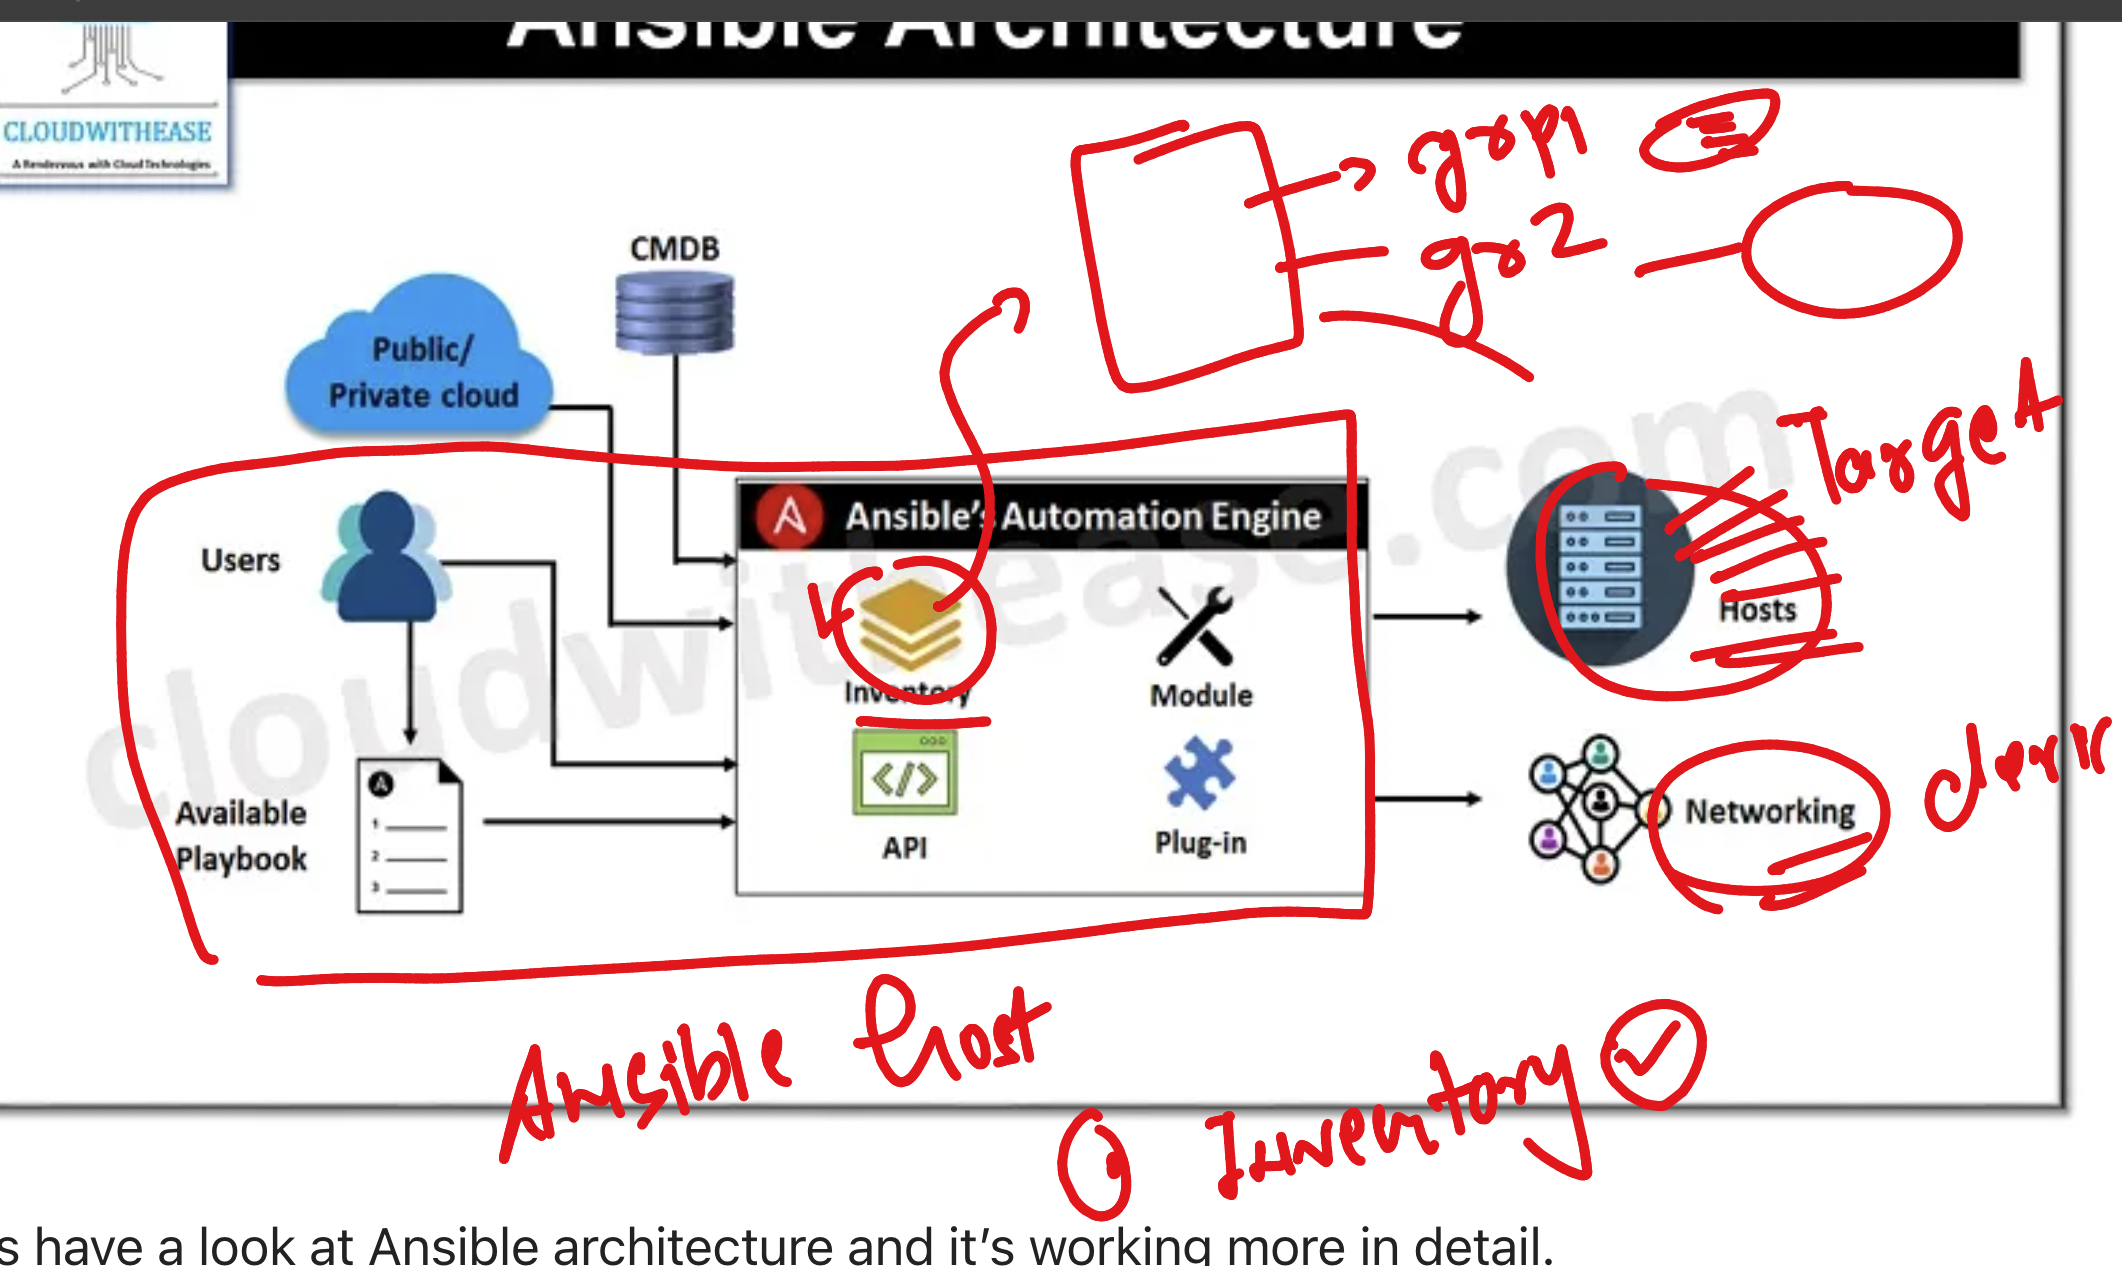 Ansible Architecture
CLOUDWITHEASE
A Rendezvous with Cloud Technologies
grp1
gr2
CMDB
Public/
Private cloud
Target
Users
Ansible's Automation Engine
Hosts
Inventory
Module
Networking
Available
Playbook
API
Plug-in
cloudwithease.com
Ansible host
Inventory
s have a look at Ansible architecture and it's working more in detail.